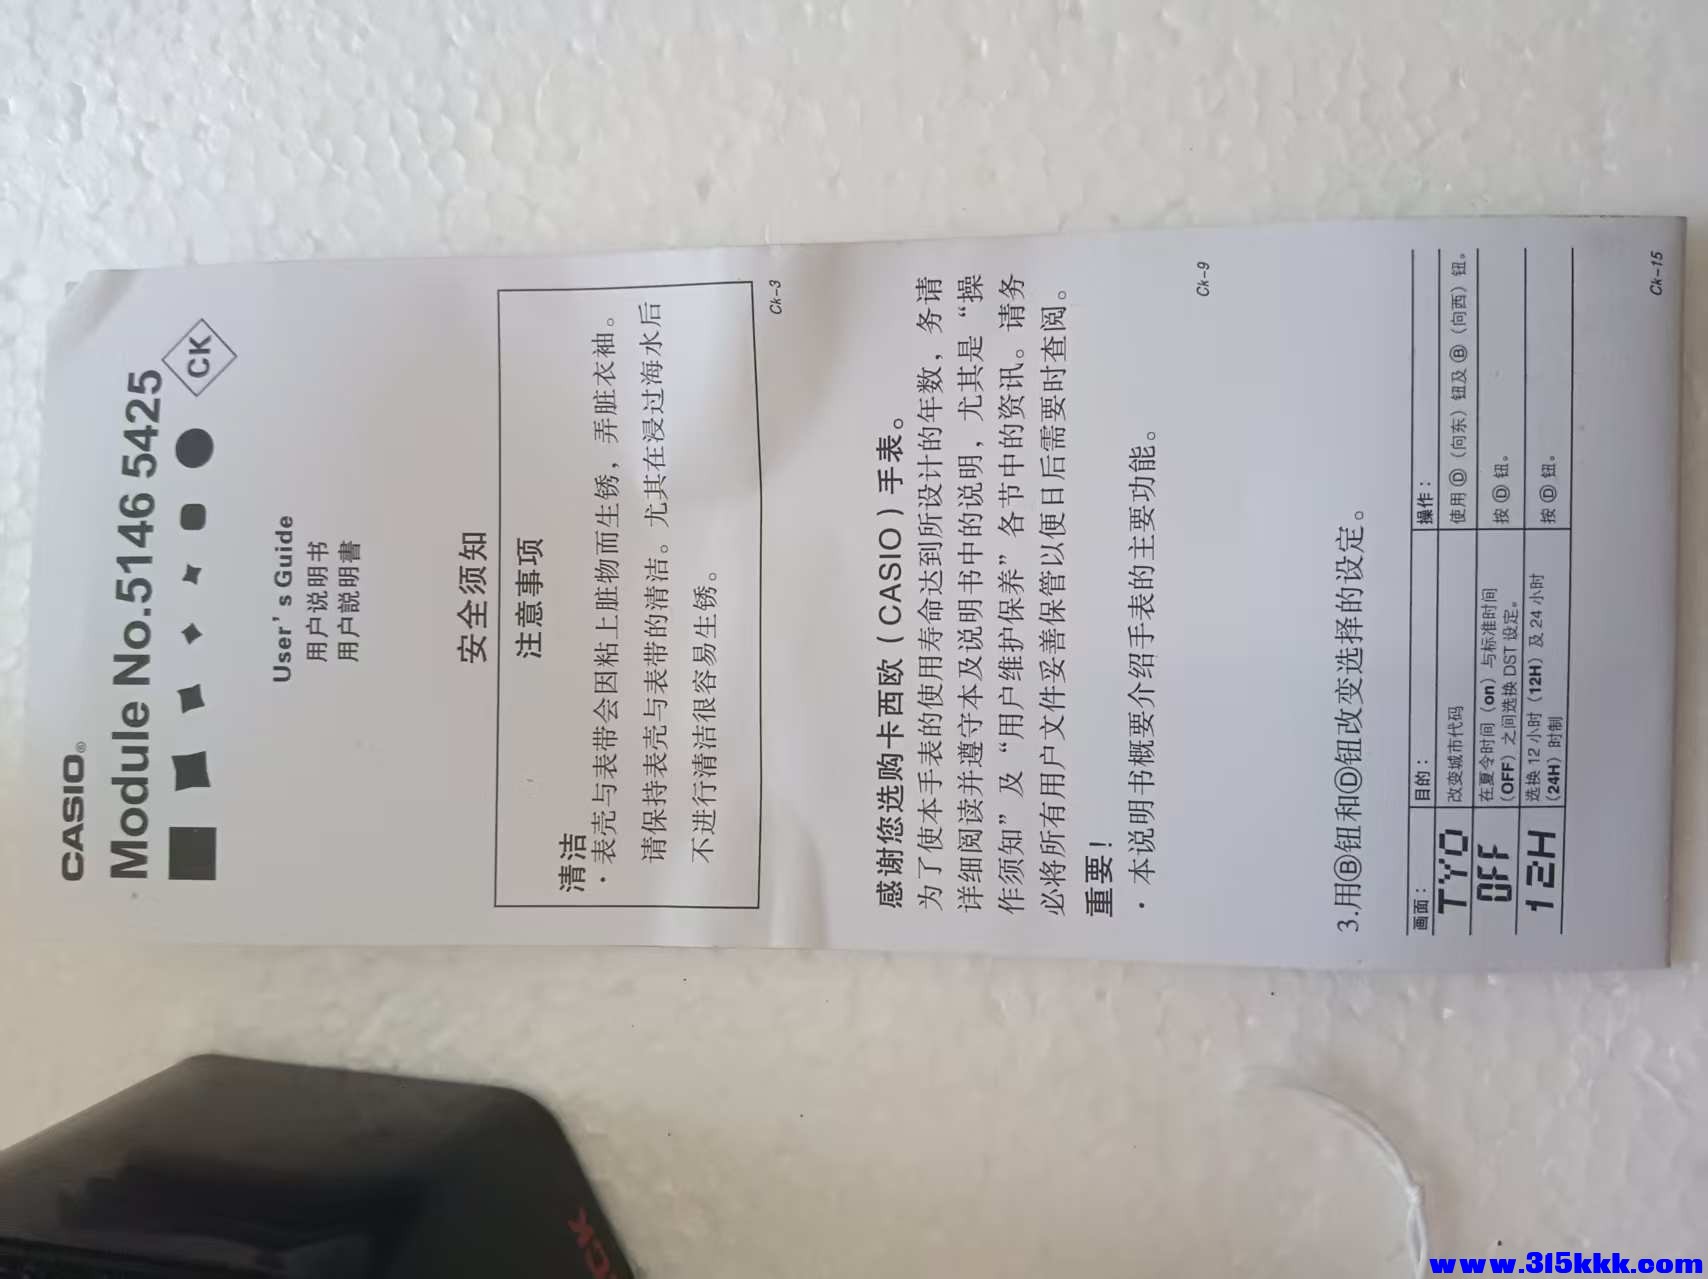 CASIO®
Module No.5146 5425
CK
User's Guide
用户说明书
用户説明書
安全须知
注意事项
清洁
·表壳与表带会因粘上脏物而生锈，弄脏衣袖。
请保持表壳与表带的清洁。尤其在浸过海水后
不进行清洁很容易生锈。
Ck-3
感谢您选购卡西欧（CASIO）手表。
为了使本手表的使用寿命达到所设计的年数，务请
详细阅读并遵守本及说明书中的说明，尤其是“操
作须知”及“用户维护保养”各节中的资讯。请务
必将所有用户文件妥善保管以便日后需要时查阅。
重要！
·本说明书概要介绍手表的主要功能。
Ck-9
3.用Ⓑ钮和Ⓓ钮改变选择的设定。
画面： 目的： 操作：
TYO 改变城市代码 使用Ⓓ（向东）钮及Ⓑ（向西）钮。
OFF 在夏令时间（on）与标准时间 按Ⓓ钮。
（OFF）之间选换DST设定。
12H 选换12小时（12H）及24小时 按Ⓓ钮。
（24H）时制
Ck-15
CK
www.315kkk.com